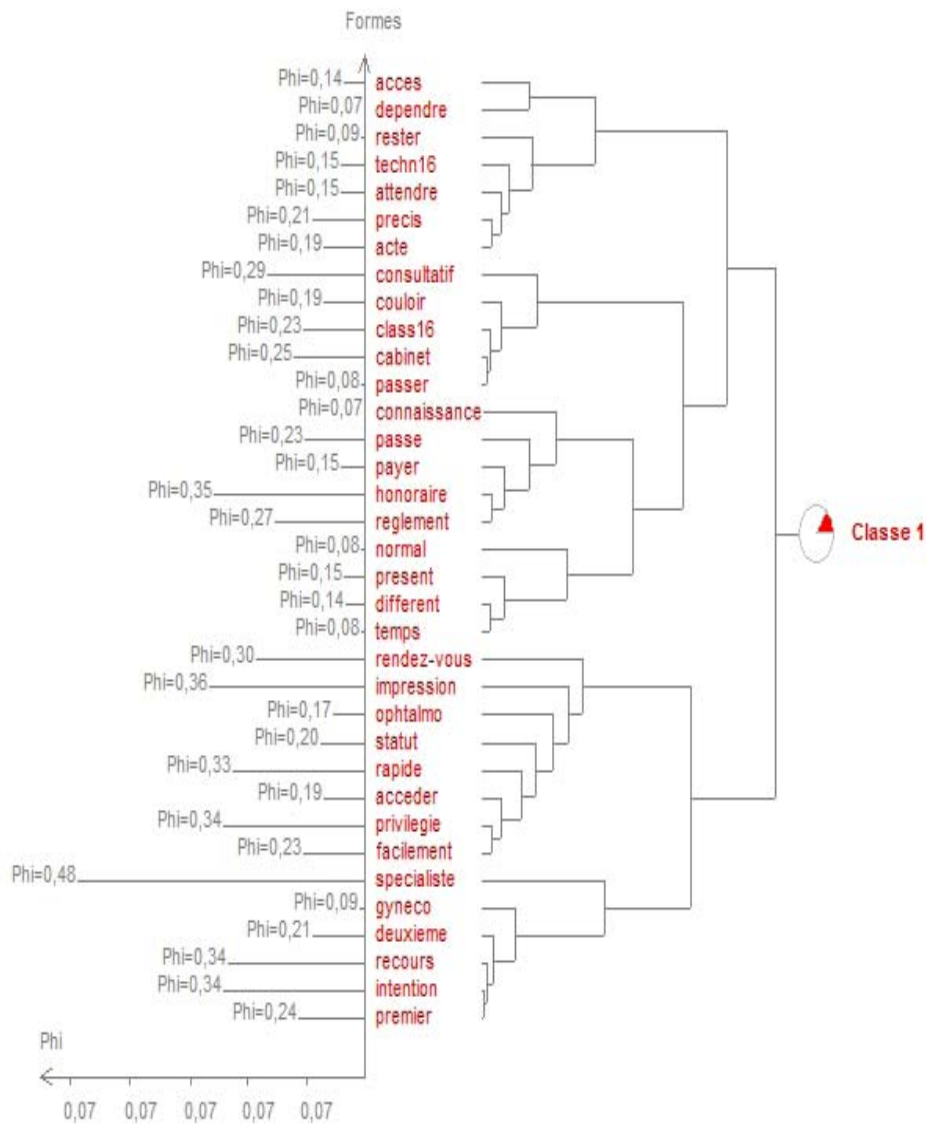 Formes
Phi=0,14 acces
Phi=0,07 dependre
Phi=0,09 rester
Phi=0,15 techn16
Phi=0,15 attendre
Phi=0,21 precis
Phi=0,19 acte
Phi=0,29 consultatif
Phi=0,19 couloir
Phi=0,23 class16
Phi=0,25 cabinet
Phi=0,08 passer
Phi=0,07 connaissance
Phi=0,23 passe
Phi=0,15 payer
Phi=0,35 honoraire
Phi=0,27 reglement
Classe 1
Phi=0,08 normal
Phi=0,15 present
Phi=0,14 different
Phi=0,08 temps
Phi=0,30 rendez-vous
Phi=0,36 impression
Phi=0,17 ophtalmo
Phi=0,20 statut
Phi=0,33 rapide
Phi=0,19 acceder
Phi=0,34 privilegie
Phi=0,23 facilement
Phi=0,48 specialiste
Phi=0,09 gyneco
Phi=0,21 deuxieme
Phi=0,34 recours
Phi=0,34 intention
Phi=0,24 premier
Phi
0,07 0,07 0,07 0,07 0,07